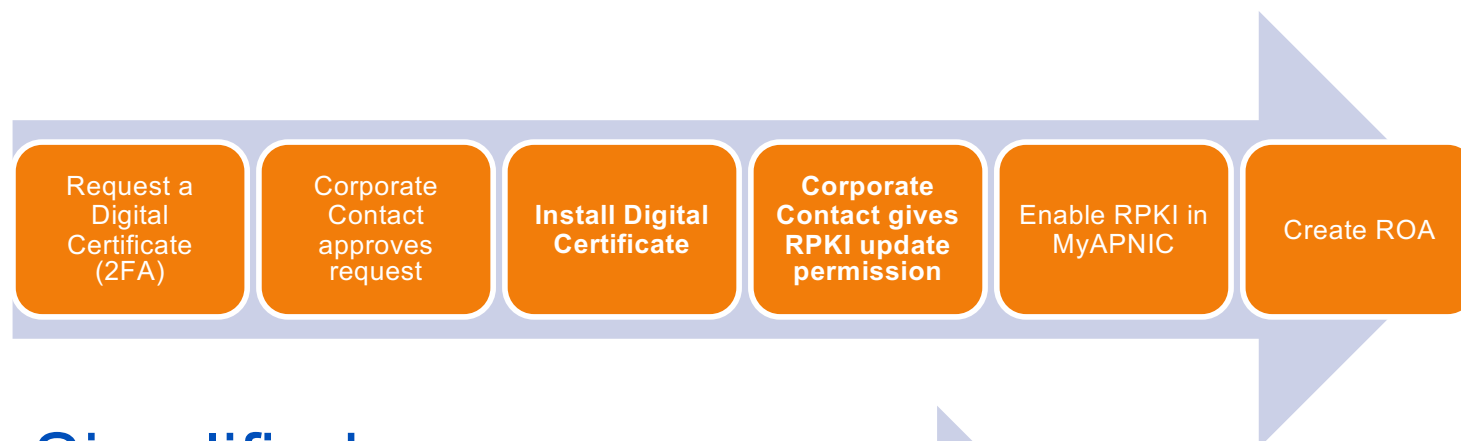 Request a
Digital
Certificate
(2FA)
Corporate
Contact
approves
request
Install Digital
Certificate
Corporate
Contact gives
RPKI update
permission
Enable RPKI in
MyAPNIC
Create ROA